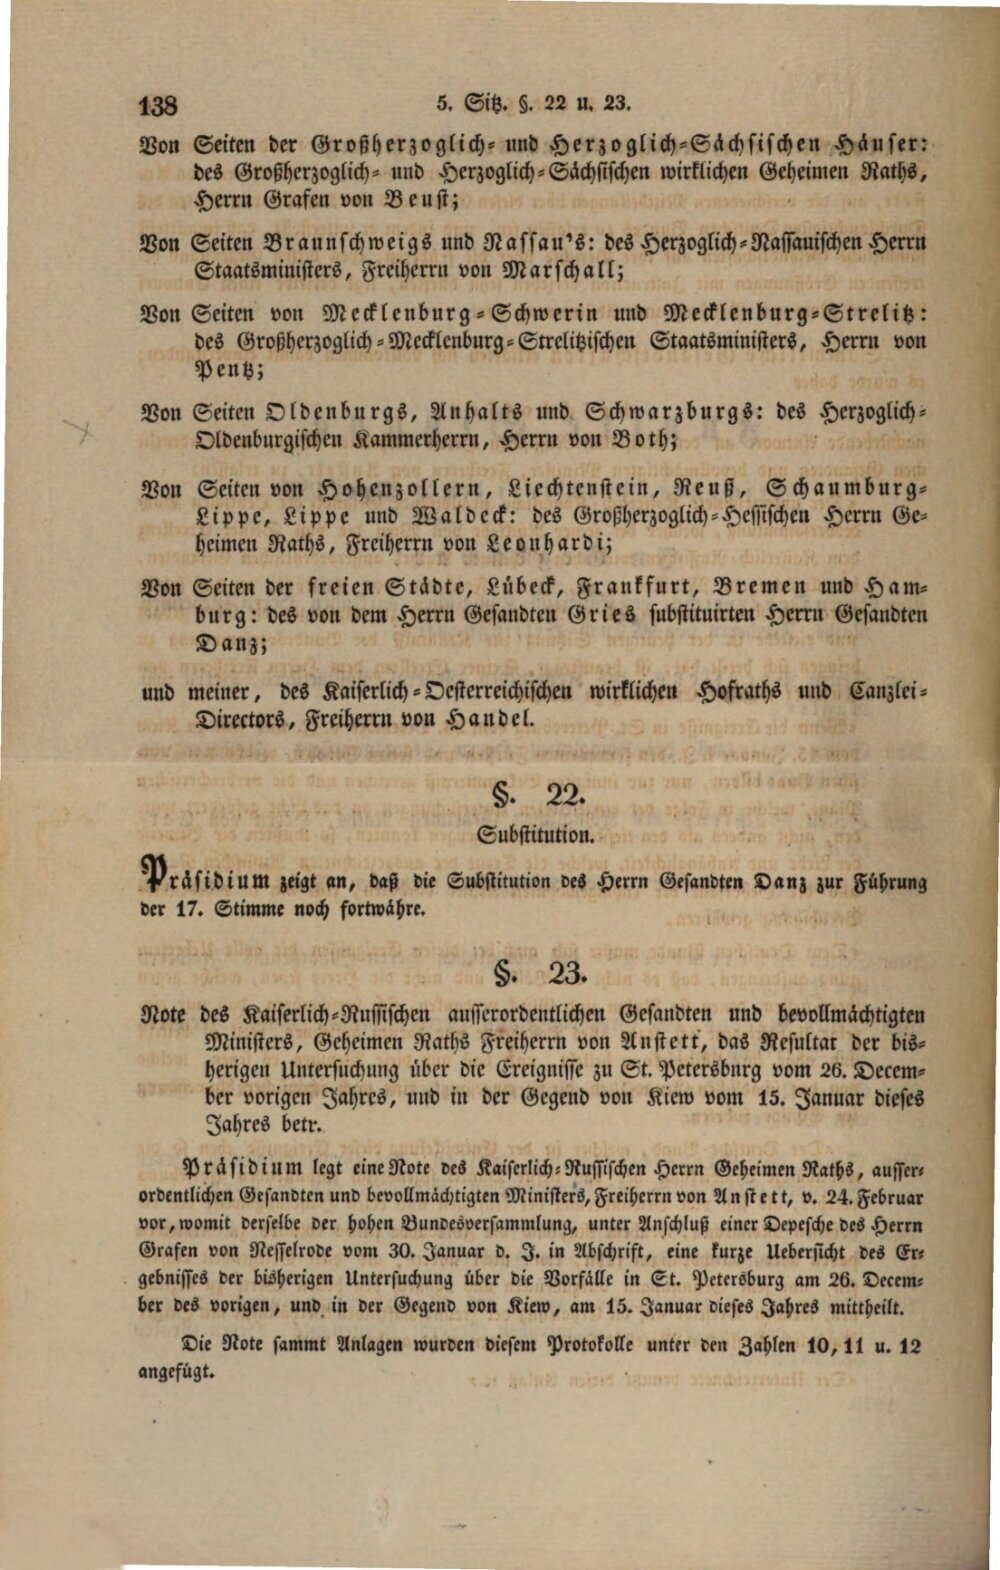 138 5. Sitz. §. 22 u. 23.
Von Seiten der Großherzoglich- und Herzoglich-Sächsischen Häuser:
des Großherzoglich- und Herzoglich-Sächsischen wirklichen Geheimen Raths,
Herrn Grafen von Beust;
Von Seiten Braunschweigs und Nassau's: des Herzoglich-Nassauischen Herrn
Staatsministers, Freiherrn von Marschall;
Von Seiten von Mecklenburg-Schwerin und Mecklenburg-Strelitz:
des Großherzoglich-Mecklenburg-Strelitzischen Staatsministers, Herrn von
Pentz;
Von Seiten Oldenburgs, Anhalts und Schwarzburgs: des Herzoglich-
Oldenburgischen Kammerherrn, Herrn von Both;
Von Seiten von Hohenzollern, Liechtenstein, Reuß, Schaumburg-
Lippe, Lippe und Waldeck: des Großherzoglich-Hessischen Herrn Ge-
heimen Raths, Freiherrn von Leonhardi;
Von Seiten der freien Städte, Lübeck, Frankfurt, Bremen und Ham-
burg: des von dem Herrn Gesandten Gries substituirten Herrn Gesandten
Danz;
und meiner, des Kaiserlich-Oesterreichischen wirklichen Hofraths und Canzlei-
Directors, Freiherrn von Handel.
§. 22.
Substitution.
Präsidium zeigt an, daß die Substitution des Herrn Gesandten Danz zur Führung
der 17. Stimme noch fortwähre.
§. 23.
Note des Kaiserlich-Russischen ausserordentlichen Gesandten und bevollmächtigten
Ministers, Geheimen Raths Freiherrn von Anstett, das Resultat der bis-
herigen Untersuchung über die Ereignisse zu St. Petersburg vom 26. Decem-
ber vorigen Jahres, und in der Gegend von Kiew vom 15. Januar dieses
Jahres betr.
Präsidium legt eine Note des Kaiserlich-Russischen Herrn Geheimen Raths, ausser-
ordentlichen Gesandten und bevollmächtigten Ministers, Freiherrn von Anstett, v. 24. Februar
vor, womit derselbe der hohen Bundesversammlung, unter Anschluß einer Depesche des Herrn
Grafen von Nesselrode vom 30. Januar d. J. in Abschrift, eine kurze Uebersicht des Er-
gebnisses der bisherigen Untersuchung über die Vorfälle in St. Petersburg am 26. Decem-
ber des vorigen, und in der Gegend von Kiew, am 15. Januar dieses Jahres mittheilt.
Die Note sammt Anlagen wurden diesem Protokolle unter den Zahlen 10, 11 u. 12
angefügt.